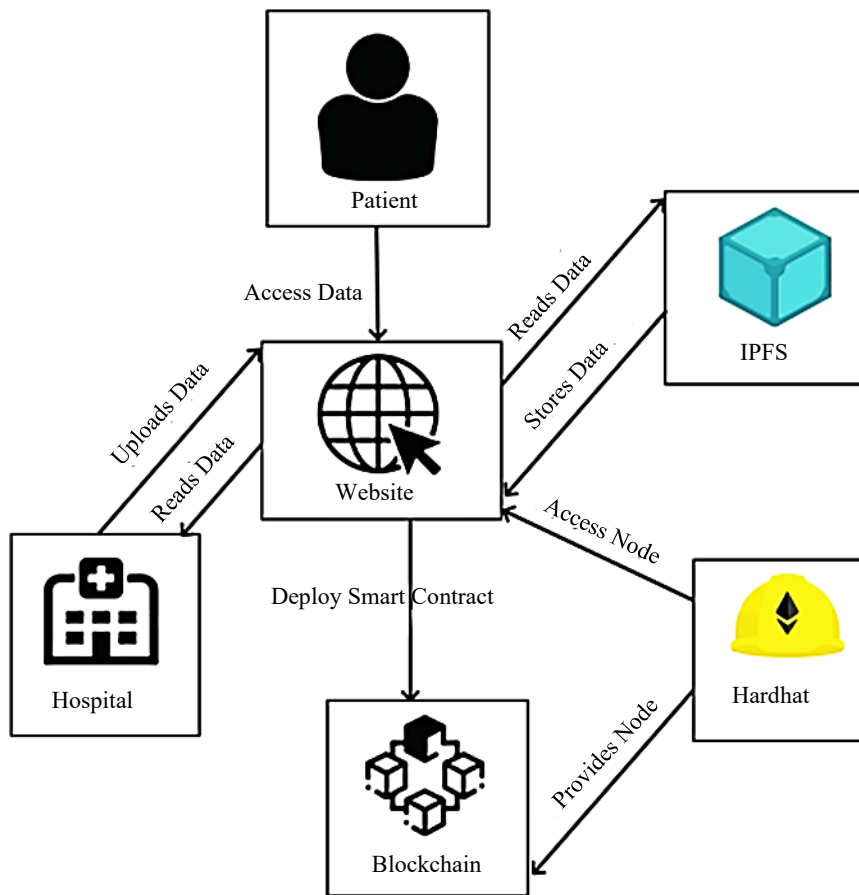 Patient
Access Data
Reads Data
IPFS
Stores Data
Uploads Data
Reads Data
Website
Access Node
Deploy Smart Contract
Hospital
Hardhat
Provides Node
Blockchain